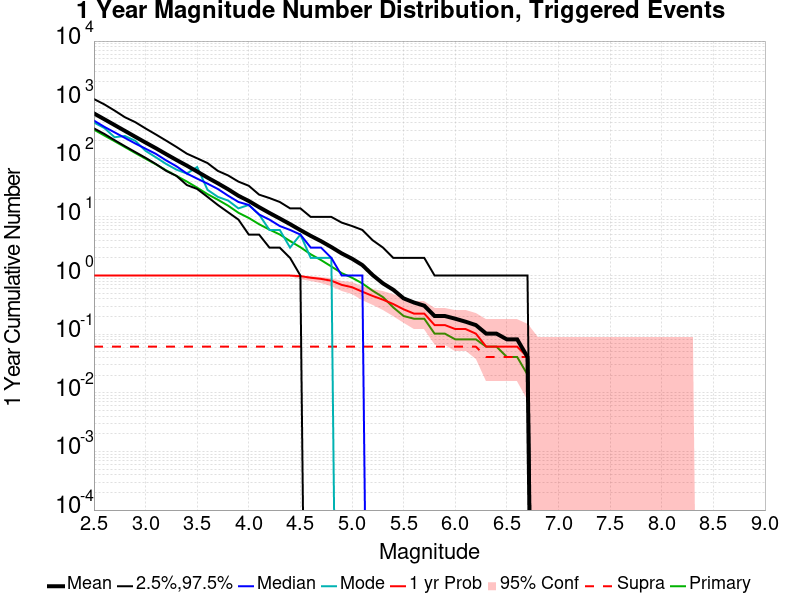 1 Year Magnitude Number Distribution, Triggered Events
1 Year Cumulative Number
10 4
10 3
10 2
10 1
10 0
10 -1
10 -2
10 -3
10 -4
2.5 3.0 3.5 4.0 4.5 5.0 5.5 6.0 6.5 7.0 7.5 8.0 8.5 9.0
Magnitude
Mean 2.5%,97.5% Median Mode 1 yr Prob 95% Conf Supra Primary